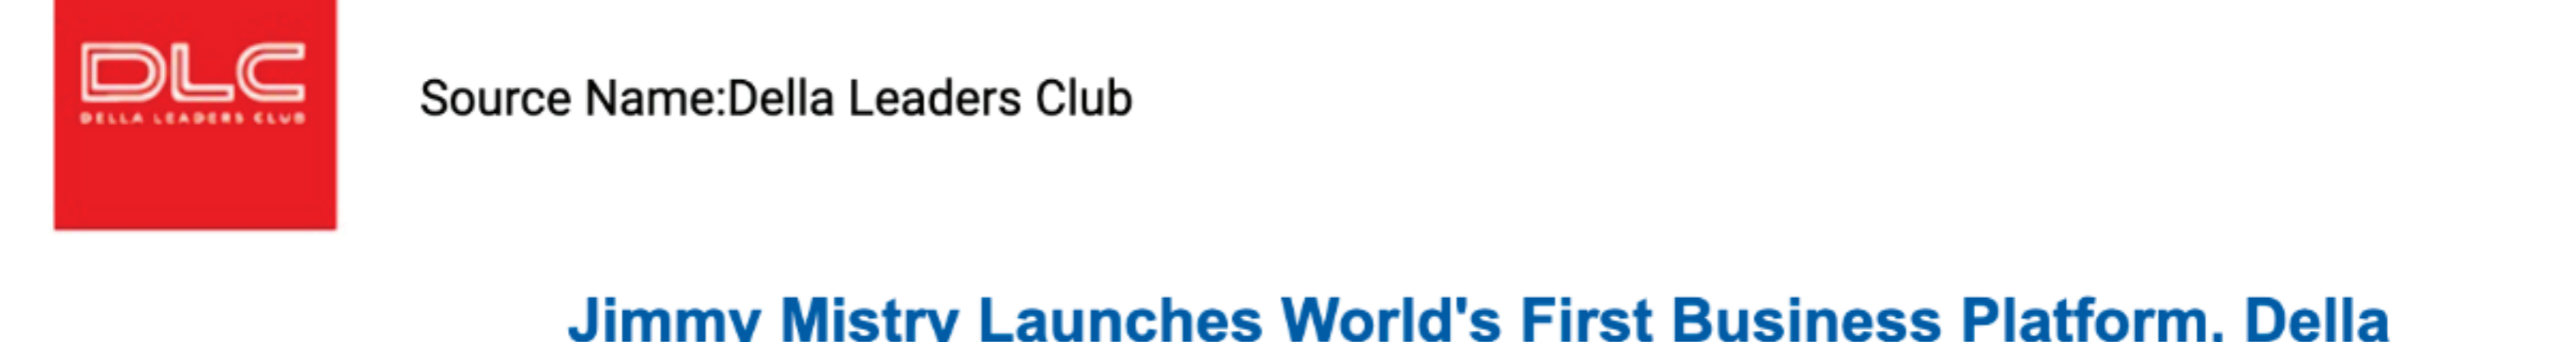 DLC
DELLA LEADERS CLUB
Source Name:Della Leaders Club
Jimmy Mistry Launches World's First Business Platform, Della